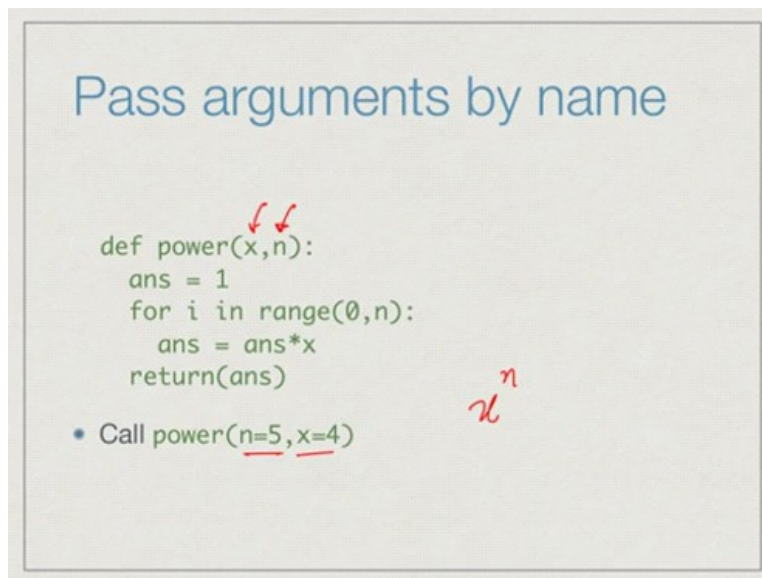 Pass arguments by name
def power(x,n):
ans = 1
for i in range(0,n):
ans = ans*x
return(ans)
x^n
• Call power(n=5,x=4)